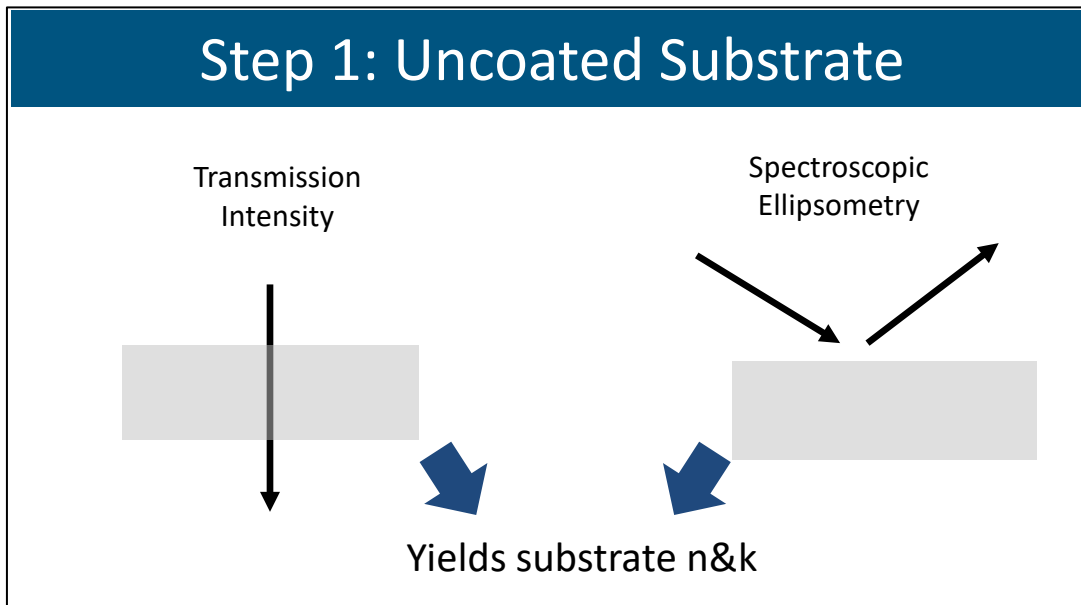 Step 1: Uncoated Substrate
Transmission
Intensity
Spectroscopic
Ellipsometry
Yields substrate n&k